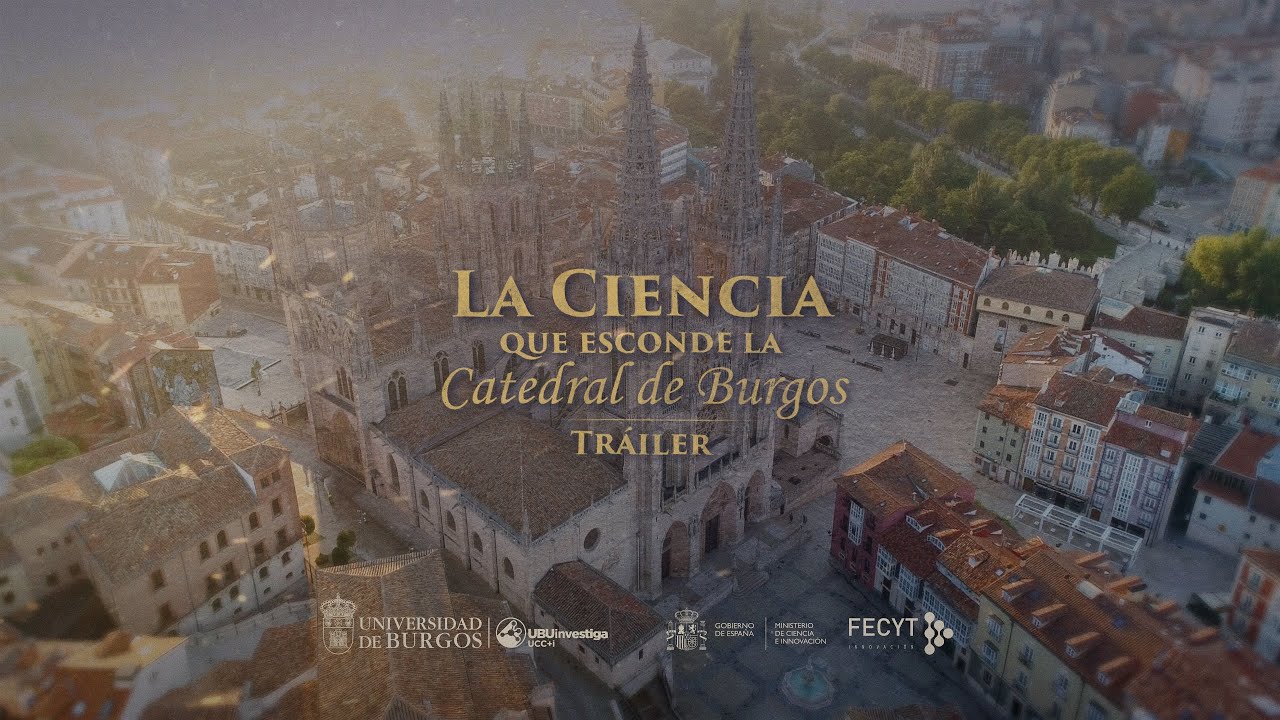 LA CIENCIA
QUE ESCONDE LA
Catedral de Burgos
TRÁILER
UNIVERSIDAD
DE BURGOS
UBUinvestiga
UCC+i
GOBIERNO
DE ESPAÑA
MINISTERIO
DE CIENCIA
E INNOVACIÓN
FECYT
INNOVACIÓN